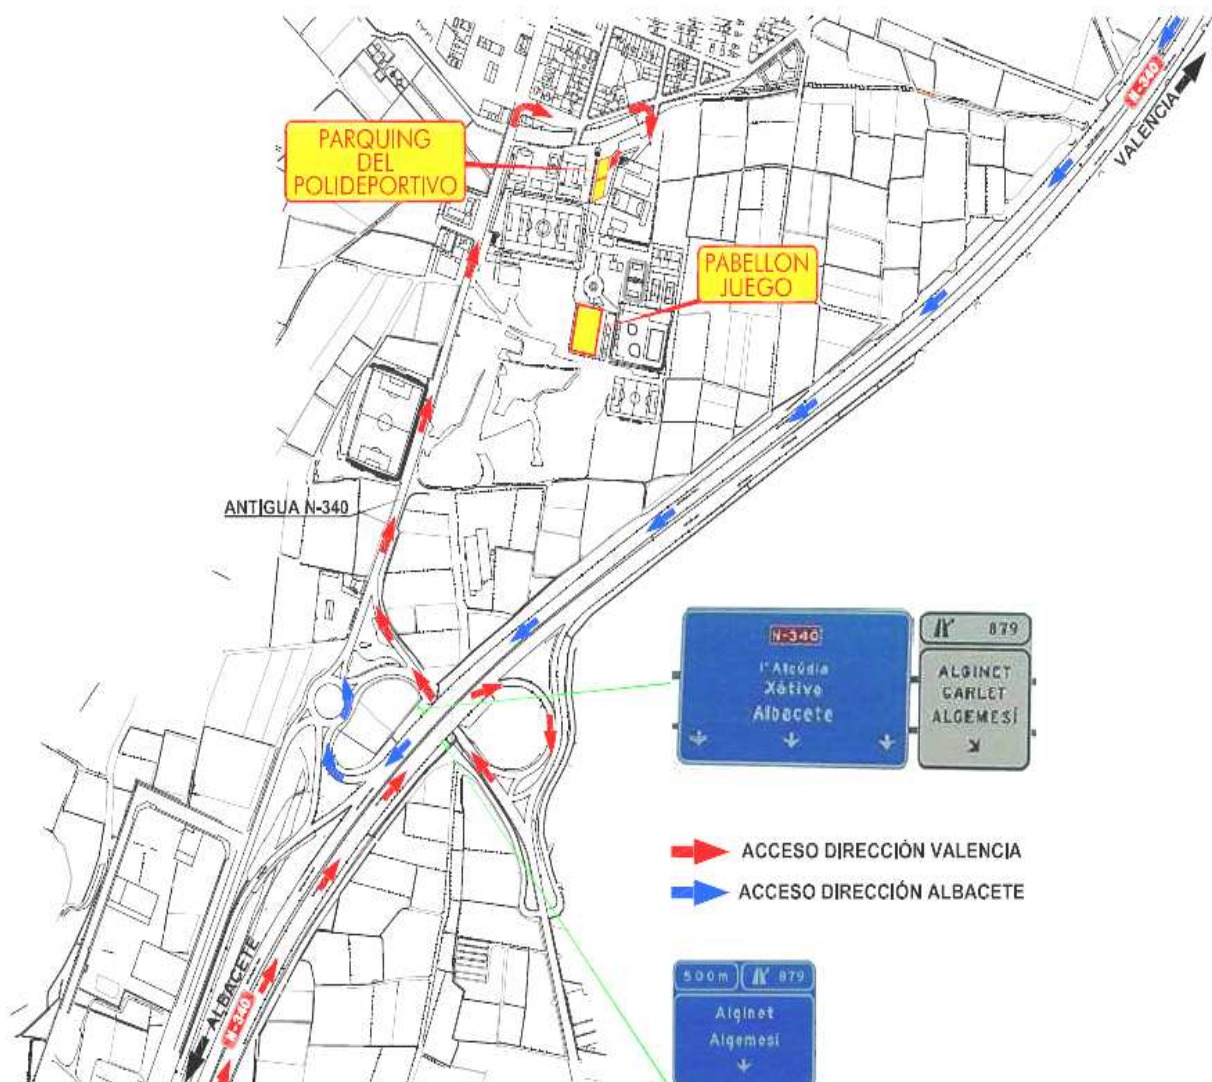 N-340
VALENCIA
PARQUING
DEL
POLIDEPORTIVO
PABELLON
JUEGO
ANTIGUA N-340
N-340
l'Alcúdia
Xàtiva
Albacete
879
ALGINET
CARLET
ALGEMESÍ
ACCESO DIRECCIÓN VALENCIA
ACCESO DIRECCIÓN ALBACETE
ALBACETE
N-340
500m
879
Alginet
Algemesí